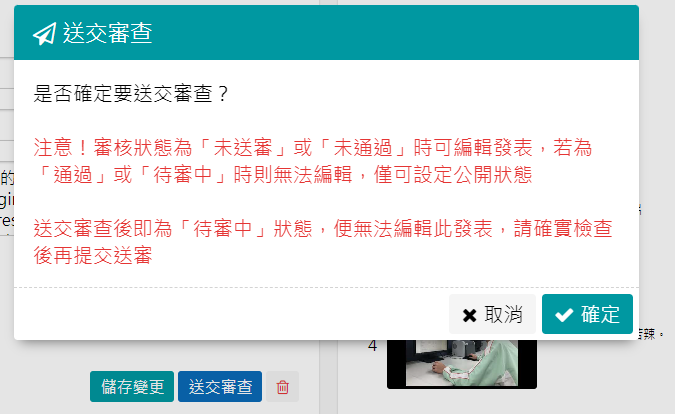 送交審查
是否確定要送交審查？
注意！審核狀態為「未送審」或「未通過」時可編輯發表，若為
「通過」或「待審中」時則無法編輯，僅可設定公開狀態
送交審查後即為「待審中」狀態，便無法編輯此發表，請確實檢查
後再提交送審
取消
確定
的
gi
res
辣。
4
儲存變更
送交審查